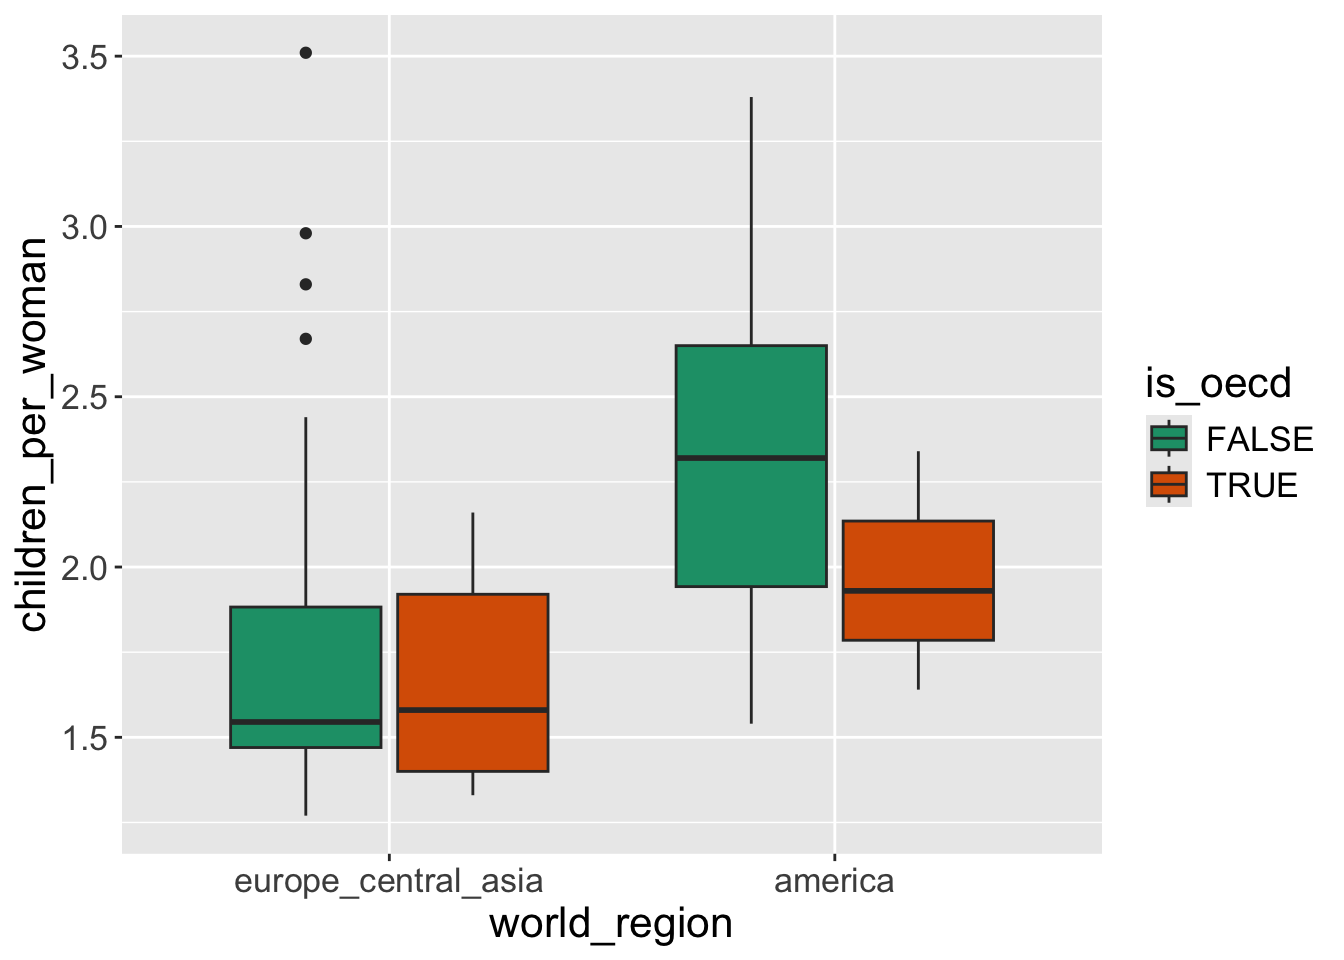 children_per_woman
3.5
3.0
2.5
2.0
1.5
europe_central_asia
america
world_region
is_oecd
FALSE
TRUE